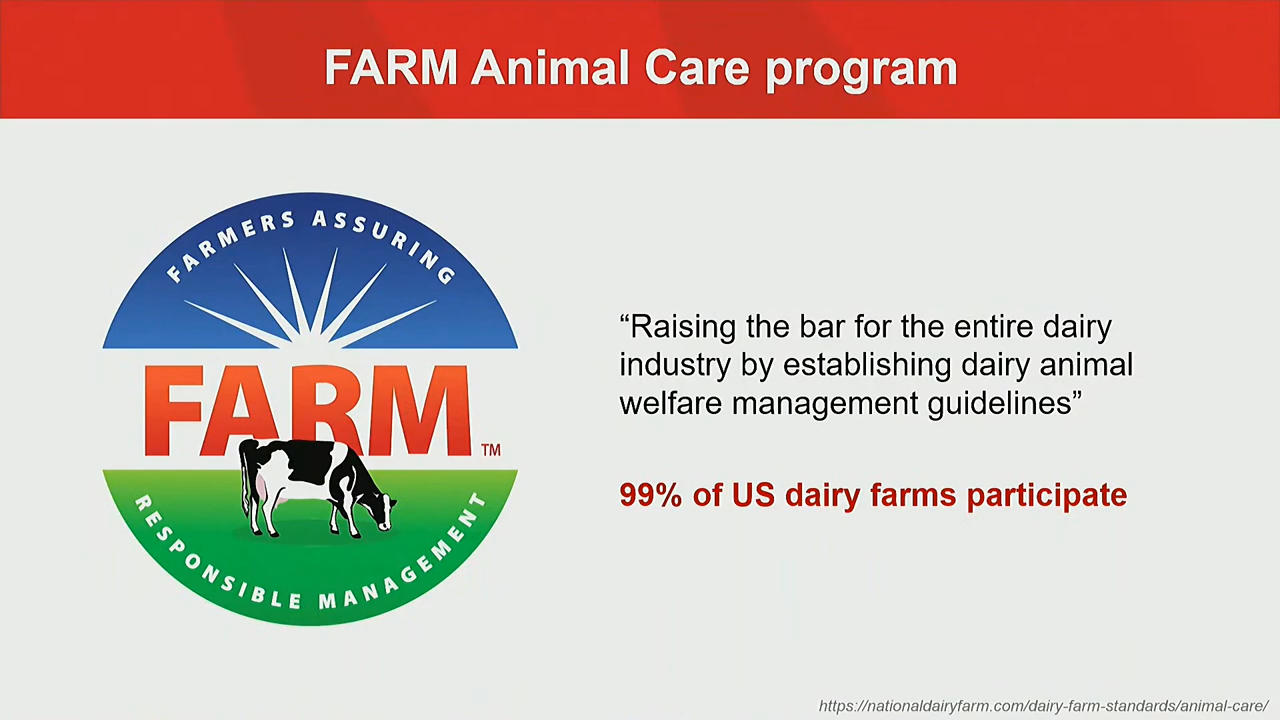 FARM Animal Care program
FARMERS ASSURING
FARM TM
RESPONSIBLE MANAGEMENT
“Raising the bar for the entire dairy
industry by establishing dairy animal
welfare management guidelines”
99% of US dairy farms participate
https://nationaldairyfarm.com/dairy-farm-standards/animal-care/